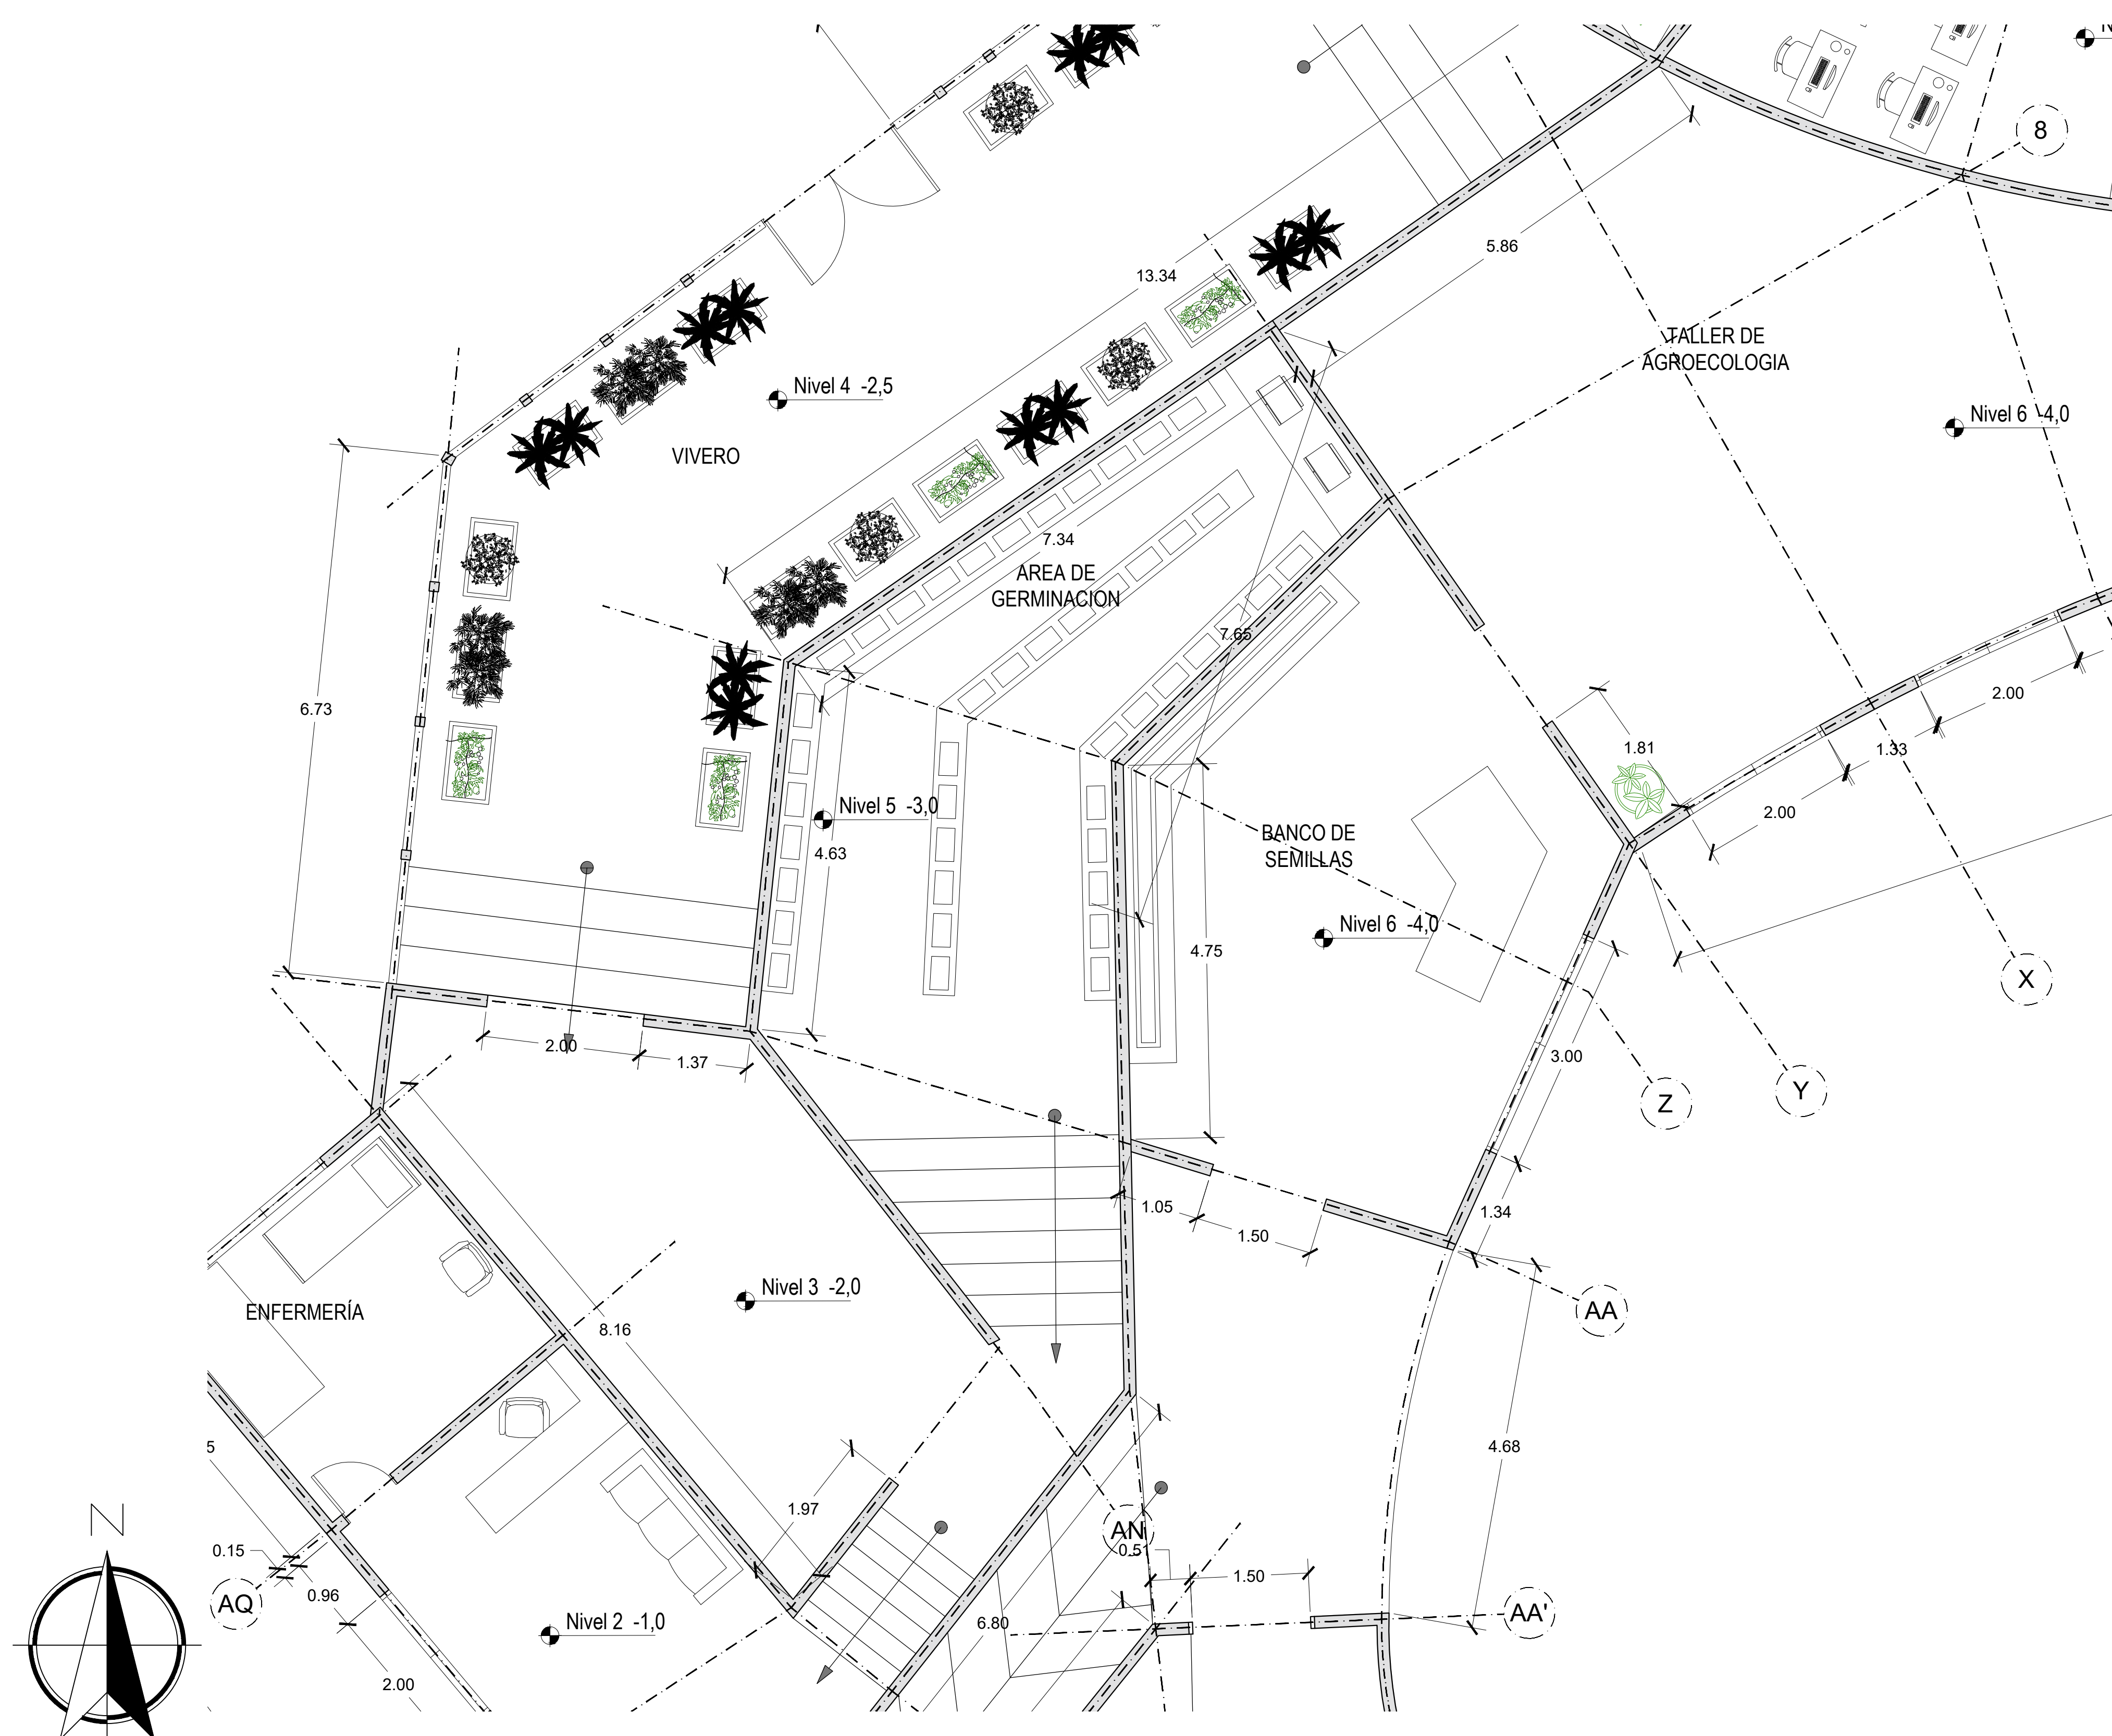 8
5.86
13.34
TALLER DE
AGROECOLOGIA
Nivel 4 -2,5
Nivel 6 -4,0
VIVERO
7.34
AREA DE
GERMINACION
7.65
6.73
2.00
1.81
1.33
2.00
Nivel 5 -3,0
BANCO DE
SEMILLAS
4.63
Nivel 6 -4,0
4.75
X
2.00
1.37
3.00
Y
Z
1.05
1.34
1.50
Nivel 3 -2,0
ENFERMERÍA
AA
8.16
5
4.68
N
1.97
AN
0.5
0.15
1.50
0.96
AQ
AA'
Nivel 2 -1,0
6.80
2.00